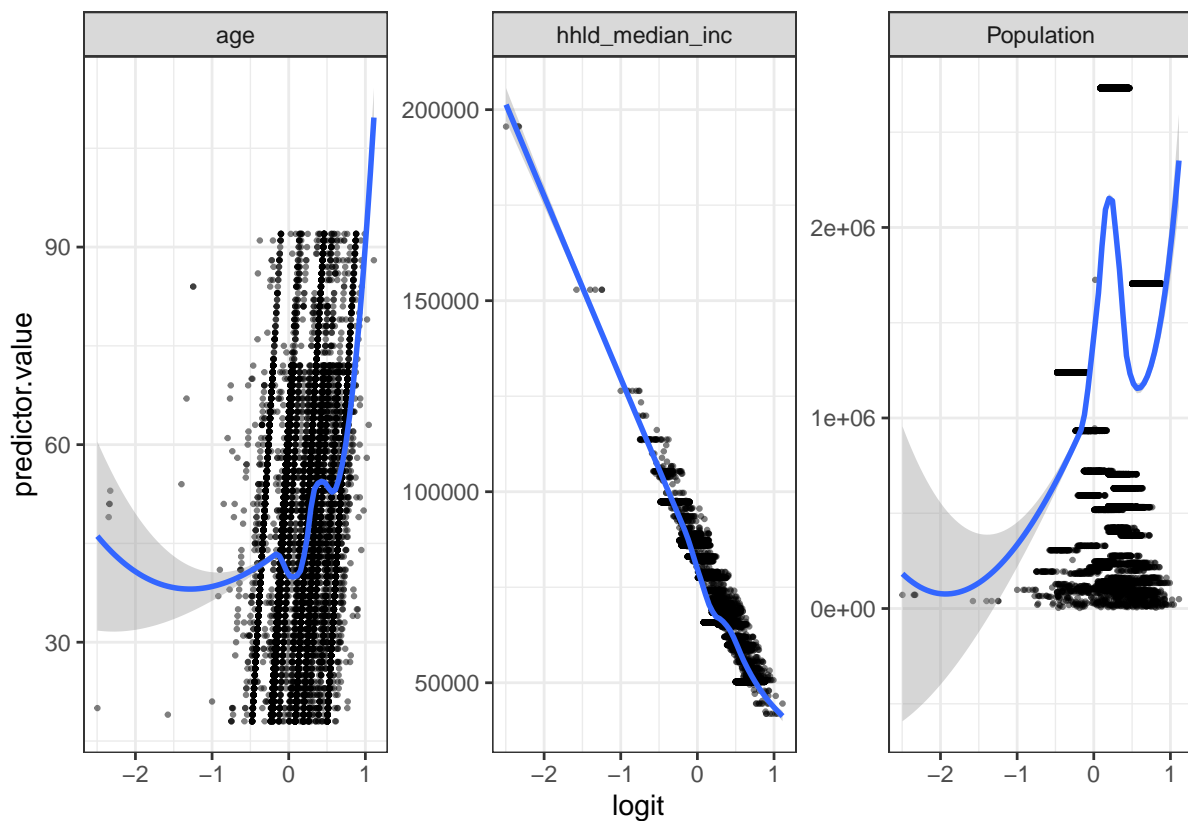 age
hhld_median_inc
Population
predictor.value
90
60
30
200000
150000
100000
50000
2e+06
1e+06
0e+00
−2 −1 0 1
−2 −1 0 1
−2 −1 0 1
logit